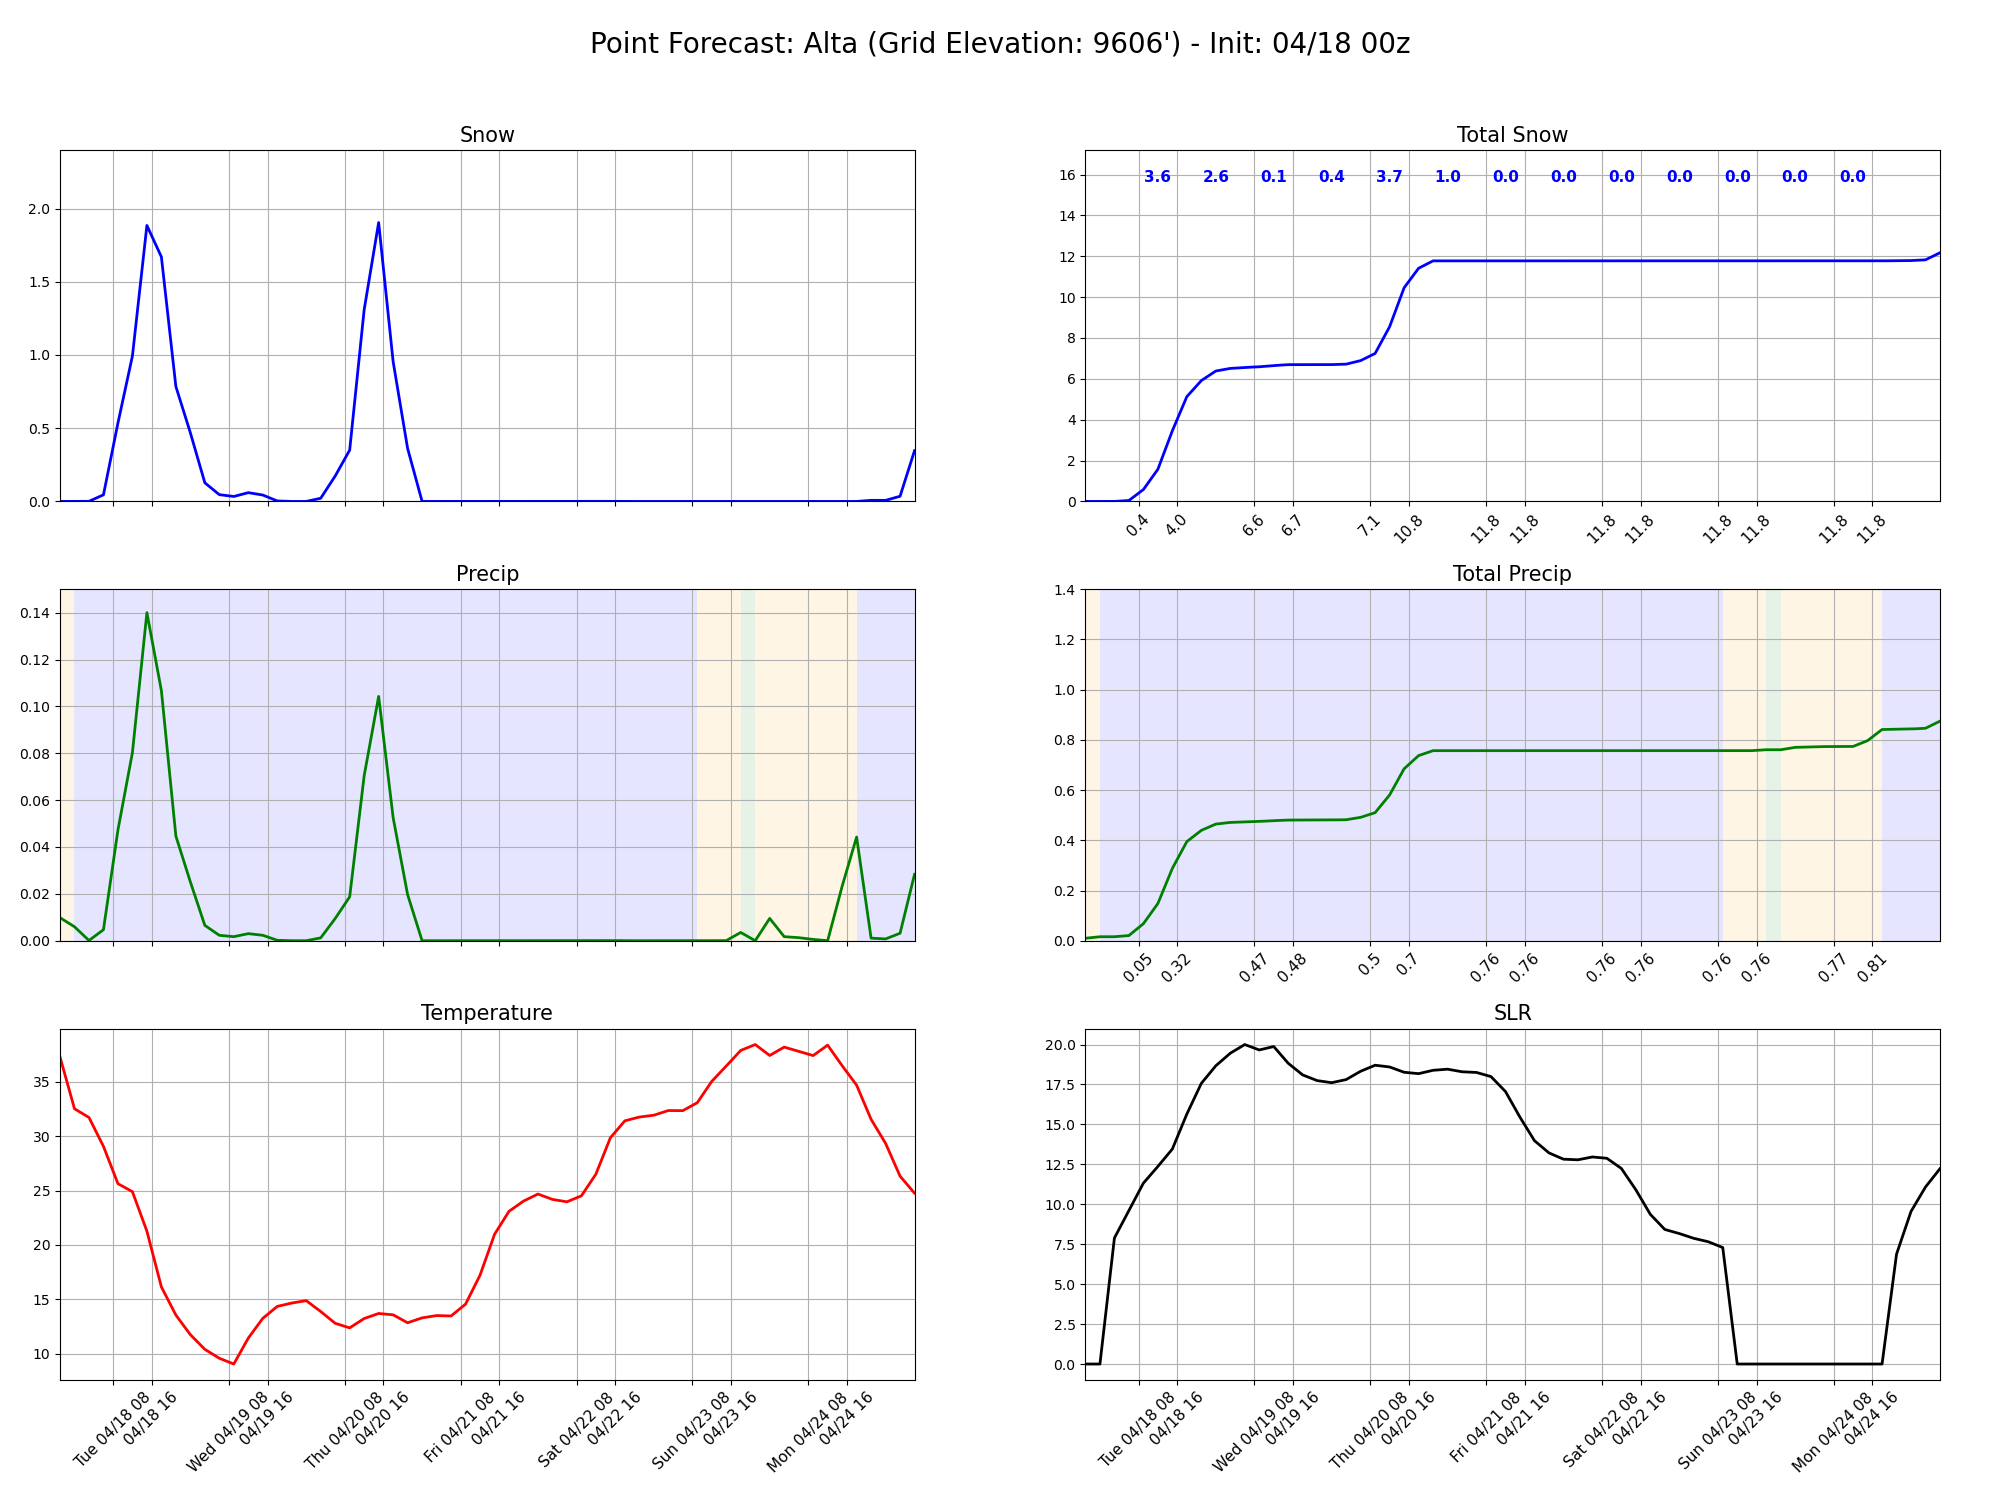 Point Forecast: Alta (Grid Elevation: 9606') - Init: 04/18 00z
Snow
2.0
1.5
1.0
0.5
0.0
Total Snow
3.6 2.6 0.1 0.4 3.7 1.0 0.0 0.0 0.0 0.0 0.0 0.0 0.0
16
14
12
10
8
6
4
2
0
0.4 4.0 6.6 6.7 7.1 10.8 11.8 11.8 11.8 11.8 11.8 11.8 11.8 11.8
Precip
0.14
0.12
0.10
0.08
0.06
0.04
0.02
0.00
Total Precip
1.4
1.2
1.0
0.8
0.6
0.4
0.2
0.0
0.05 0.32 0.47 0.48 0.5 0.7 0.76 0.76 0.76 0.76 0.76 0.76 0.77 0.81
Temperature
35
30
25
20
15
10
Tue 04/18 08
04/18 16
Wed 04/19 08
04/19 16
Thu 04/20 08
04/20 16
Fri 04/21 08
04/21 16
Sat 04/22 08
04/22 16
Sun 04/23 08
04/23 16
Mon 04/24 08
04/24 16
SLR
20.0
17.5
15.0
12.5
10.0
7.5
5.0
2.5
0.0
Tue 04/18 08
04/18 16
Wed 04/19 08
04/19 16
Thu 04/20 08
04/20 16
Fri 04/21 08
04/21 16
Sat 04/22 08
04/22 16
Sun 04/23 08
04/23 16
Mon 04/24 08
04/24 16